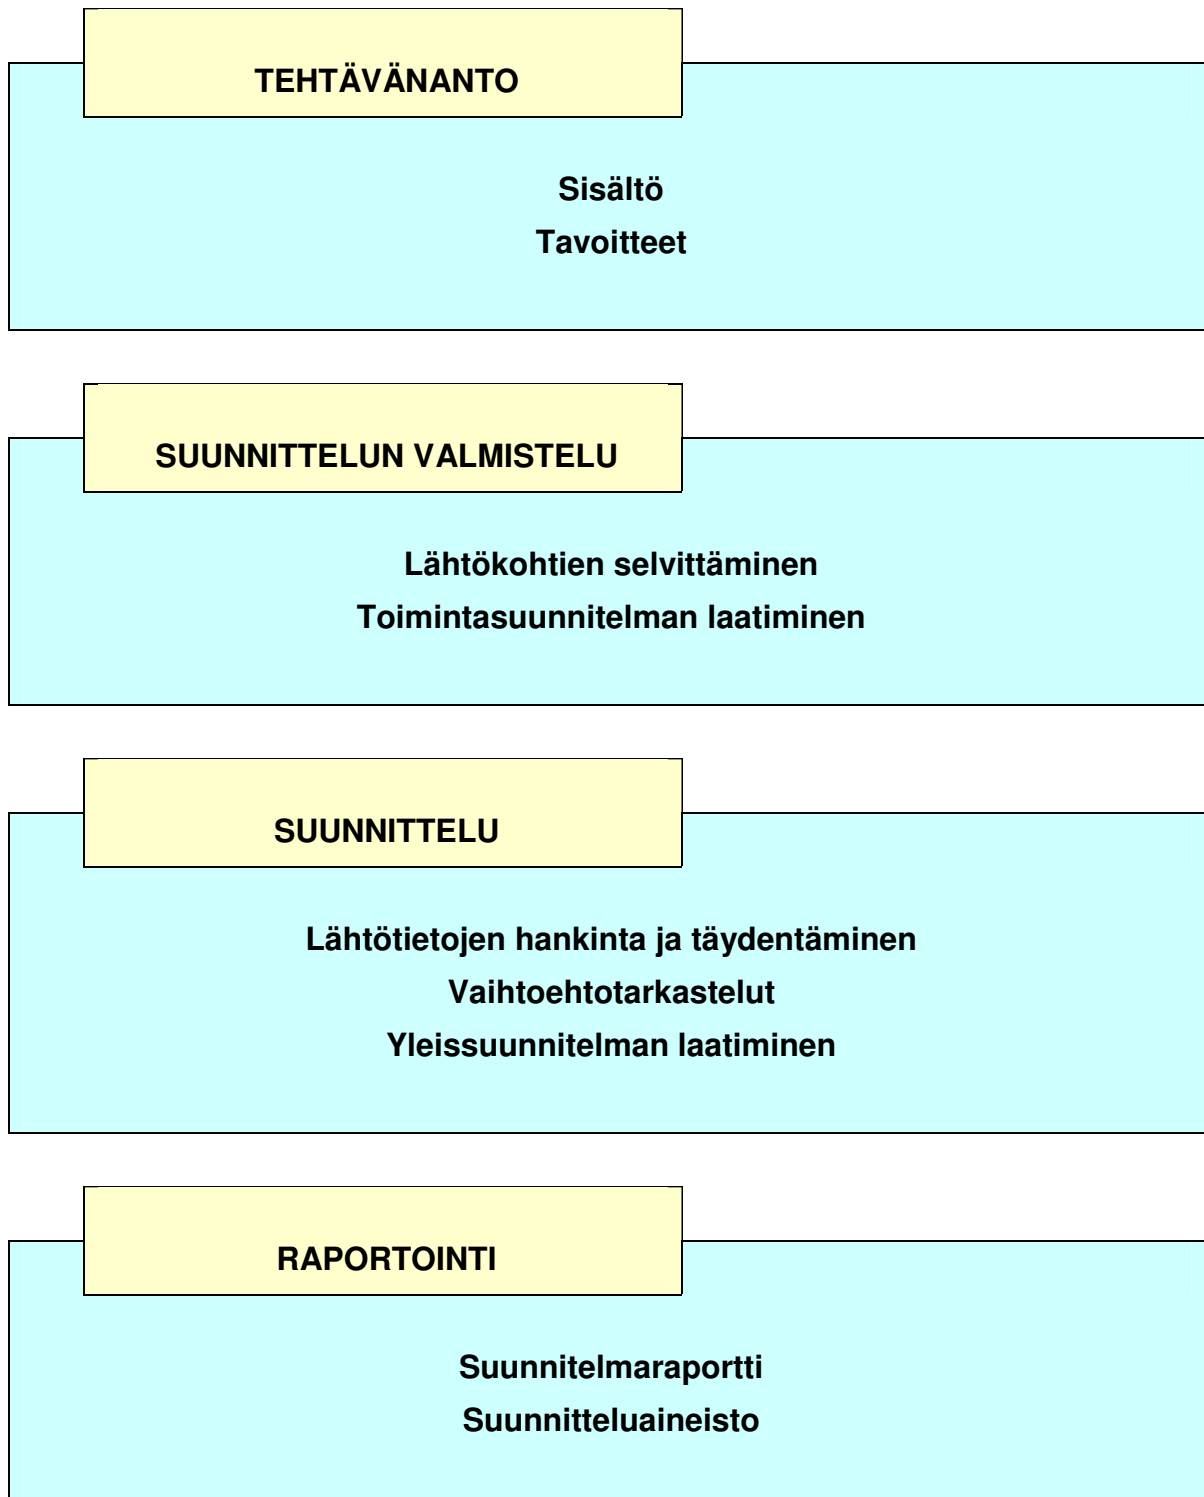 TEHTÄVÄNANTO
Sisältö
Tavoitteet
SUUNNITTELUN VALMISTELU
Lähtökohtien selvittäminen
Toimintasuunnitelman laatiminen
SUUNNITTELU
Lähtötietojen hankinta ja täydentäminen
Vaihtoehtotarkastelut
Yleissuunnitelman laatiminen
RAPORTOINTI
Suunnitelmaraportti
Suunnitteluaineisto